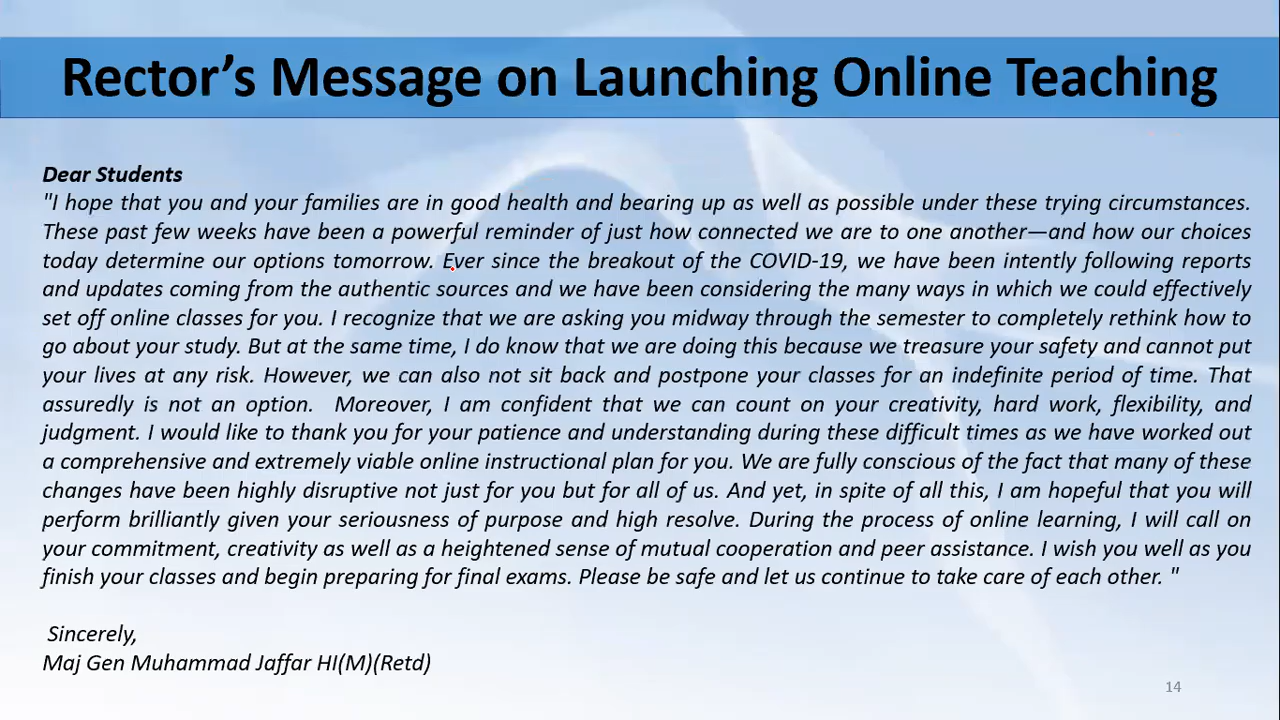 Rector’s Message on Launching Online Teaching
Dear Students
"I hope that you and your families are in good health and bearing up as well as possible under these trying circumstances.
These past few weeks have been a powerful reminder of just how connected we are to one another—and how our choices
today determine our options tomorrow. Ever since the breakout of the COVID-19, we have been intently following reports
and updates coming from the authentic sources and we have been considering the many ways in which we could effectively
set off online classes for you. I recognize that we are asking you midway through the semester to completely rethink how to
go about your study. But at the same time, I do know that we are doing this because we treasure your safety and cannot put
your lives at any risk. However, we can also not sit back and postpone your classes for an indefinite period of time. That
assuredly is not an option.  Moreover, I am confident that we can count on your creativity, hard work, flexibility, and
judgment. I would like to thank you for your patience and understanding during these difficult times as we have worked out
a comprehensive and extremely viable online instructional plan for you. We are fully conscious of the fact that many of these
changes have been highly disruptive not just for you but for all of us. And yet, in spite of all this, I am hopeful that you will
perform brilliantly given your seriousness of purpose and high resolve. During the process of online learning, I will call on
your commitment, creativity as well as a heightened sense of mutual cooperation and peer assistance. I wish you well as you
finish your classes and begin preparing for final exams. Please be safe and let us continue to take care of each other. "
Sincerely,
Maj Gen Muhammad Jaffar HI(M)(Retd)
14